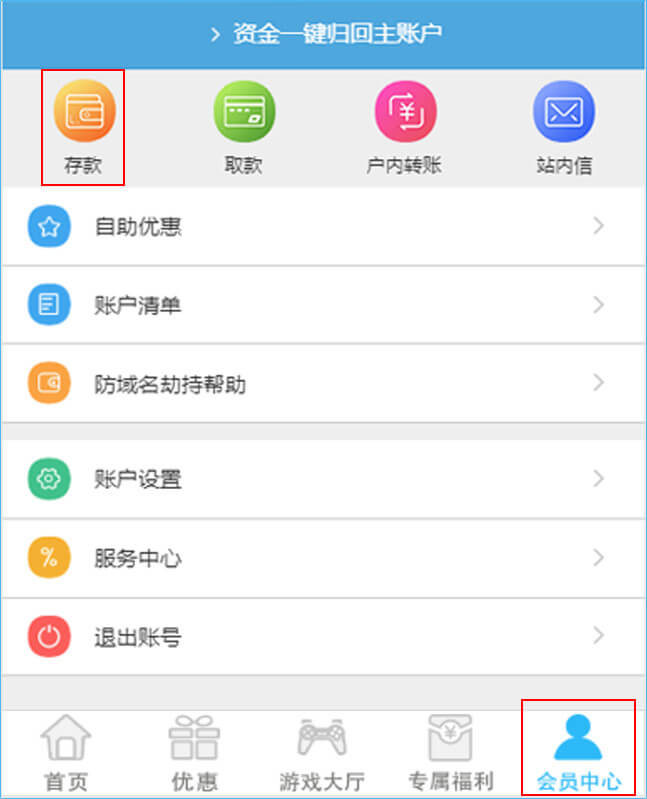 资金一键归回主账户
存款 取款 户内转账 站内信
自助优惠
账户清单
防域名劫持帮助
账户设置
服务中心
退出账号
首页 优惠 游戏大厅 专属福利 会员中心